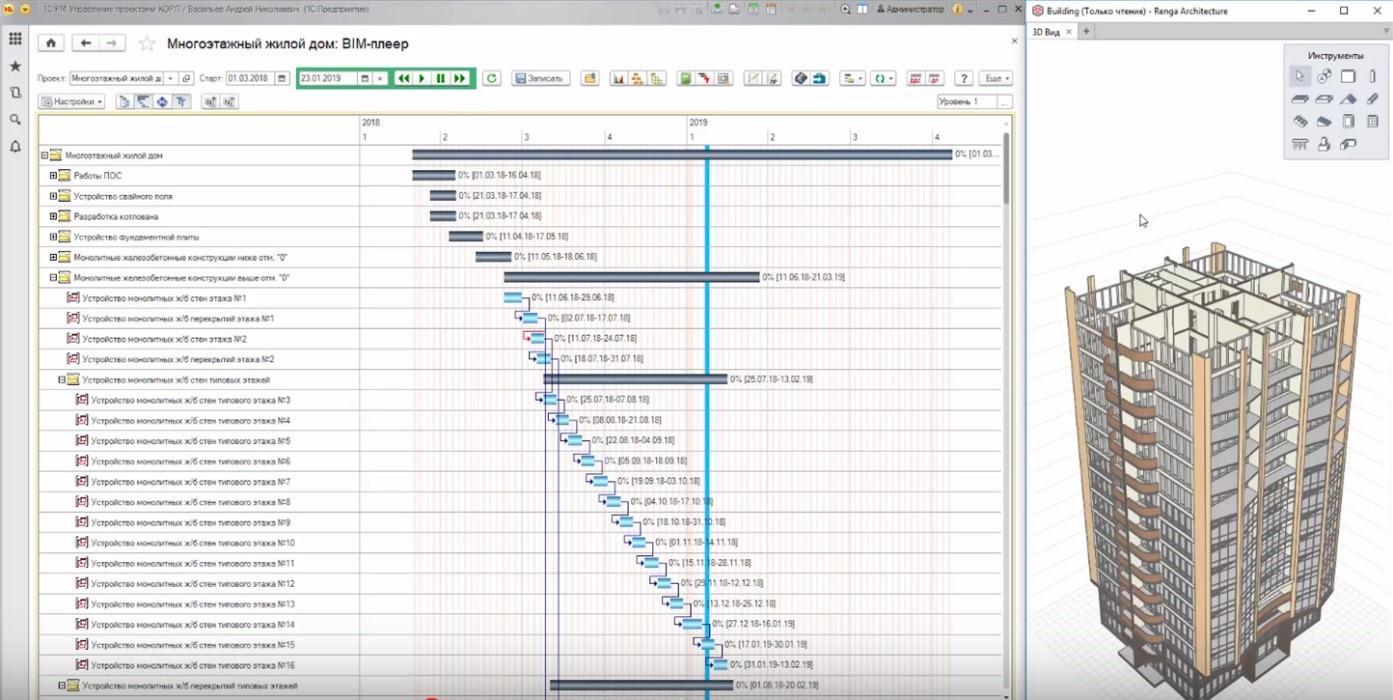 1С:PM Управление проектами КОРП / Васильев Андрей Николаевич (1С:Предприятие)
Администратор
Building (Только чтение) - Renga Architecture
3D Вид
Многоэтажный жилой дом: BIM-плеер
Инструменты
Проект: Многоэтажный жилой д Старт: 01.03.2018 23.01.2019 Записать ? Еще
Настройки Уровень 1
2018 2019
1 2 3 4 1 2 3 4
Многоэтажный жилой дом 0% [01.03...
Работы ПОС 0% [01.03.18-16.04.18]
Устройство свайного поля 0% [21.03.18-17.04.18]
Разработка котлована 0% [21.03.18-17.04.18]
Устройство фундаментной плиты 0% [11.04.18-17.05.18]
Монолитные железобетонные конструкции ниже отм. "0" 0% [11.05.18-18.06.18]
Монолитные железобетонные конструкции выше отм. "0" 0% [11.06.18-21.03.19]
Устройство монолитных ж/б стен этажа №1 0% [11.06.18-29.06.18]
Устройство монолитных ж/б перекрытий этажа №1 0% [02.07.18-17.07.18]
Устройство монолитных ж/б стен этажа №2 0% [11.07.18-24.07.18]
Устройство монолитных ж/б перекрытий этажа №2 0% [18.07.18-31.07.18]
Устройство монолитных ж/б стен типовых этажей 0% [25.07.18-13.02.19]
Устройство монолитных ж/б стен типового этажа №3 0% [25.07.18-07.08.18]
Устройство монолитных ж/б стен типового этажа №4 0% [08.08.18-21.08.18]
Устройство монолитных ж/б стен типового этажа №5 0% [22.08.18-04.09.18]
Устройство монолитных ж/б стен типового этажа №6 0% [05.09.18-18.09.18]
Устройство монолитных ж/б стен типового этажа №7 0% [19.09.18-03.10.18]
Устройство монолитных ж/б стен типового этажа №8 0% [04.10.18-17.10.18]
Устройство монолитных ж/б стен типового этажа №9 0% [18.10.18-31.10.18]
Устройство монолитных ж/б стен типового этажа №10 0% [01.11.18-14.11.18]
Устройство монолитных ж/б стен типового этажа №11 0% [15.11.18-28.11.18]
Устройство монолитных ж/б стен типового этажа №12 0% [29.11.18-12.12.18]
Устройство монолитных ж/б стен типового этажа №13 0% [13.12.18-26.12.18]
Устройство монолитных ж/б стен типового этажа №14 0% [27.12.18-16.01.19]
Устройство монолитных ж/б стен типового этажа №15 0% [17.01.19-30.01.19]
Устройство монолитных ж/б стен типового этажа №16 0% [31.01.19-13.02.19]
Устройство монолитных ж/б перекрытий типовых этажей 0% [01.08.18-20.02.19]